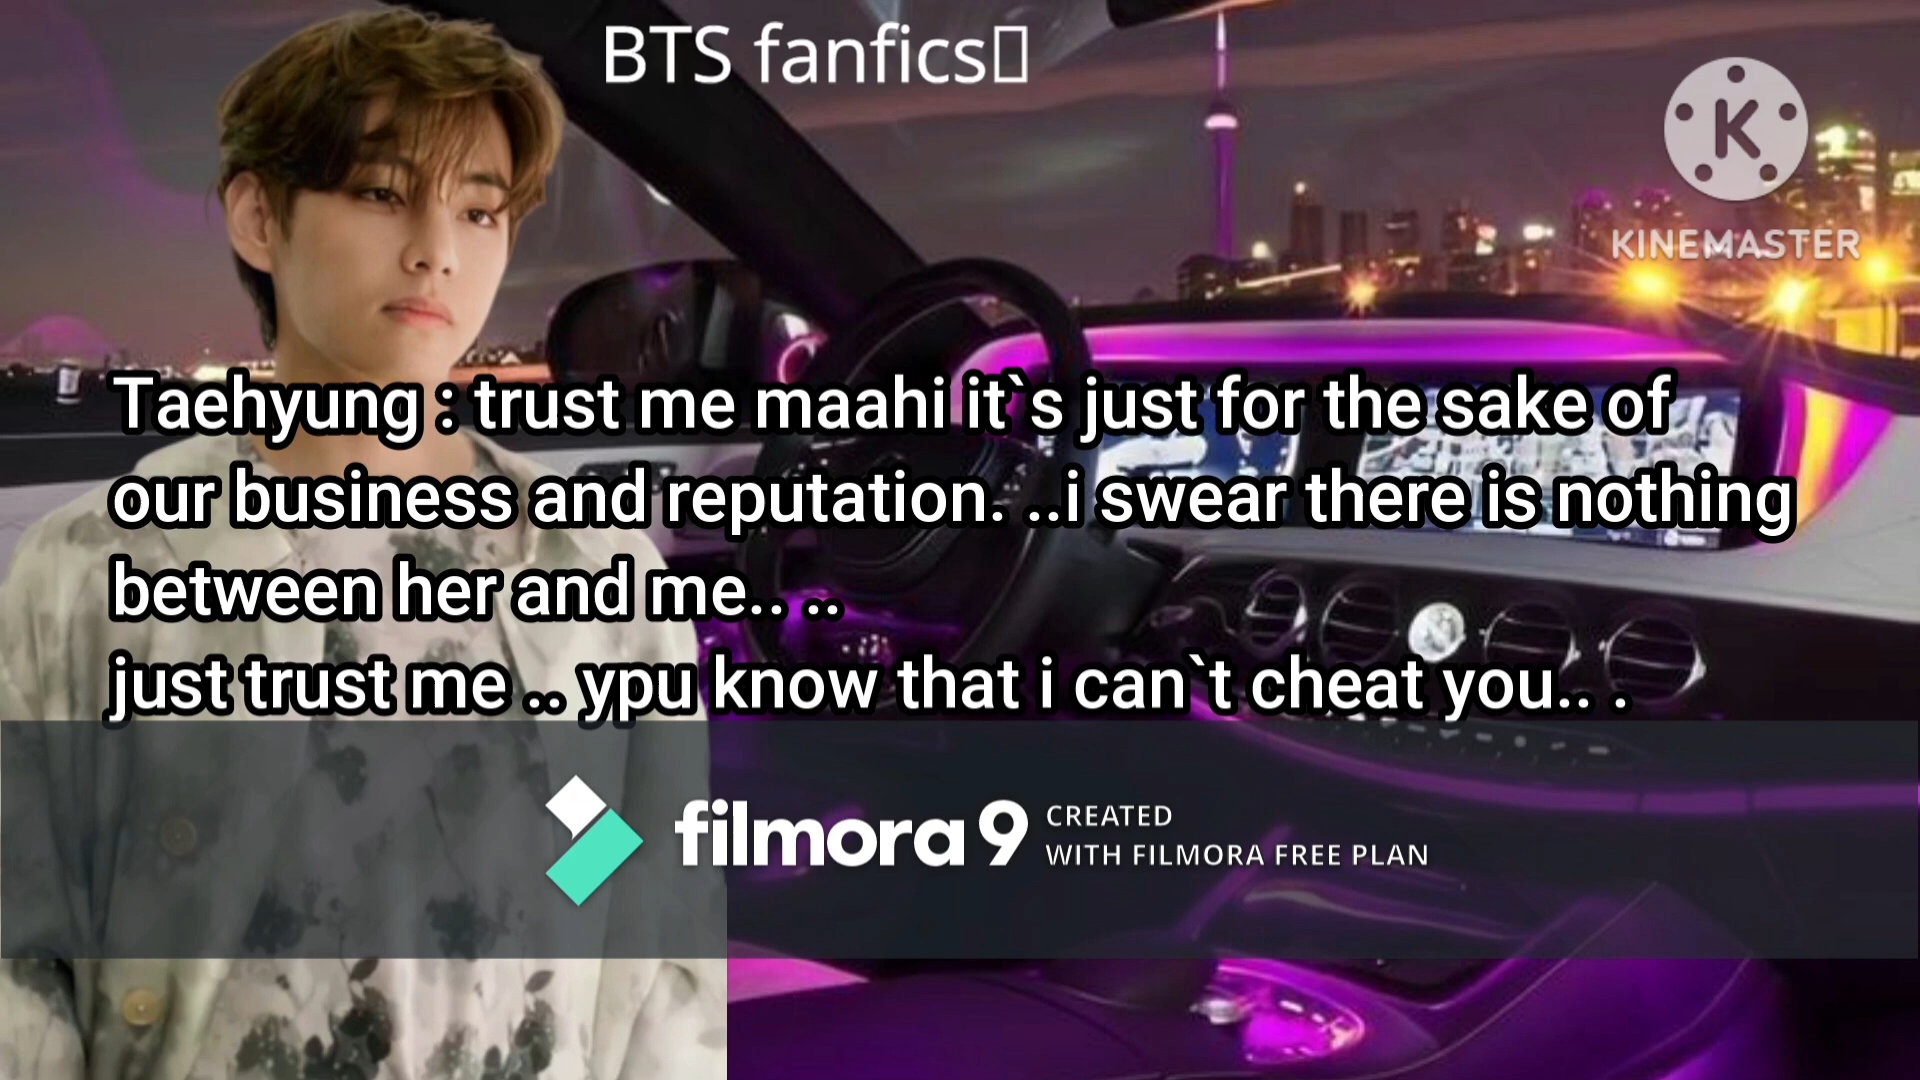 BTS fanfics
K
KINEMASTER
Taehyung : trust me maahi it`s just for the sake of
our business and reputation. ..i swear there is nothing
between her and me.. ..
just trust me .. ypu know that i can`t cheat you.. .
filmora9
CREATED
WITH FILMORA FREE PLAN